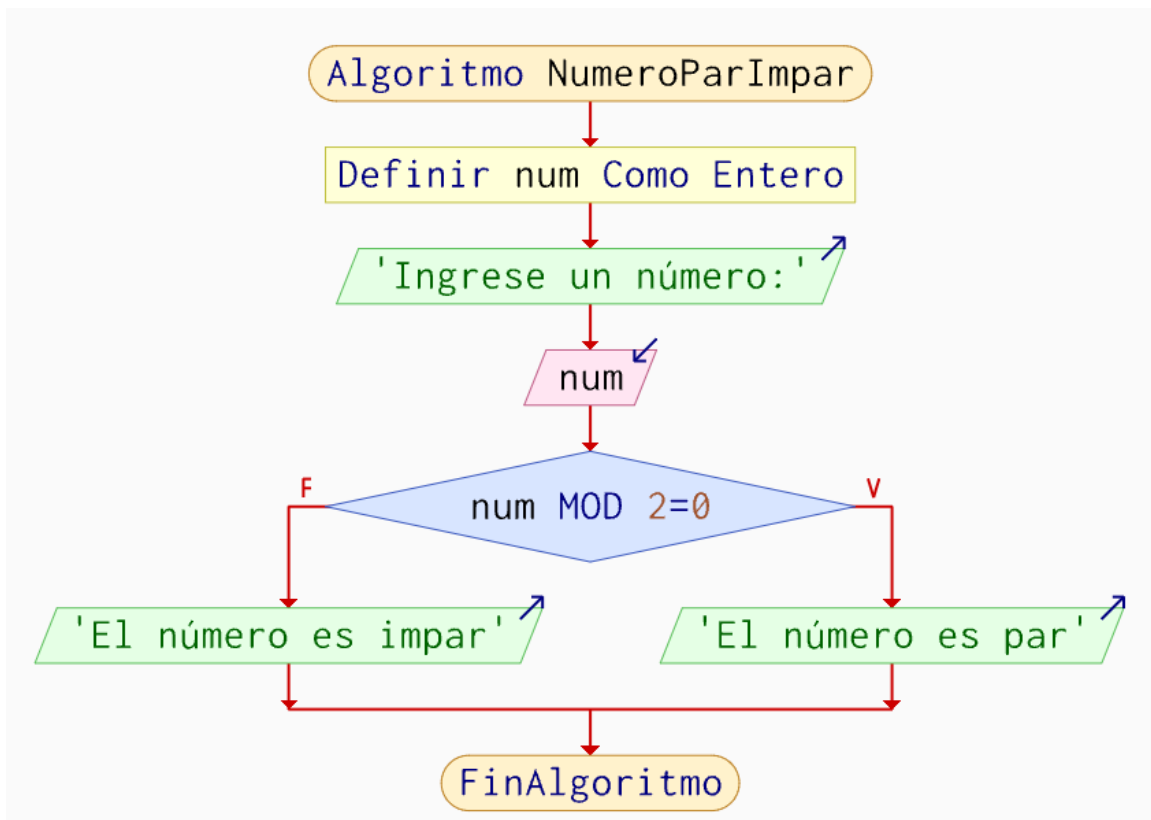 Algoritmo NumeroParImpar
Definir num Como Entero
'Ingrese un número:'
num
F
V
num MOD 2=0
'El número es impar'
'El número es par'
FinAlgoritmo